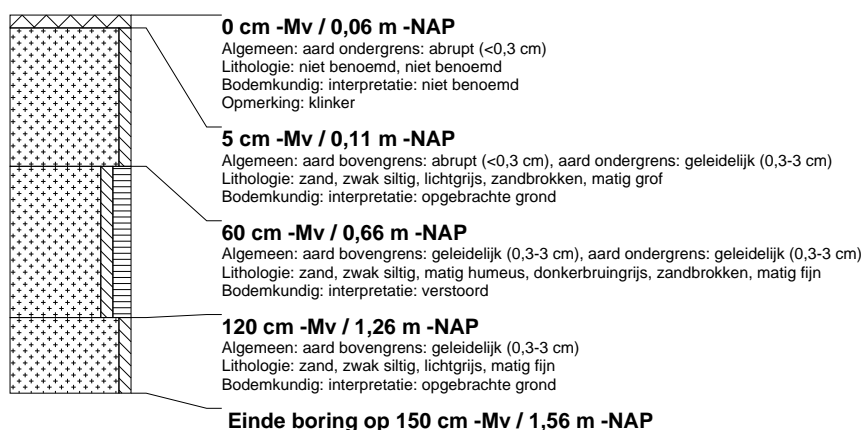 0 cm -Mv / 0,06 m -NAP
Algemeen: aard ondergrens: abrupt (<0,3 cm)
Lithologie: niet benoemd, niet benoemd
Bodemkundig: interpretatie: niet benoemd
Opmerking: klinker
5 cm -Mv / 0,11 m -NAP
Algemeen: aard bovengrens: abrupt (<0,3 cm), aard ondergrens: geleidelijk (0,3-3 cm)
Lithologie: zand, zwak siltig, lichtgrijs, zandbrokken, matig grof
Bodemkundig: interpretatie: opgebrachte grond
60 cm -Mv / 0,66 m -NAP
Algemeen: aard bovengrens: geleidelijk (0,3-3 cm), aard ondergrens: geleidelijk (0,3-3 cm)
Lithologie: zand, zwak siltig, matig humeus, donkerbruingrijs, zandbrokken, matig fijn
Bodemkundig: interpretatie: verstoord
120 cm -Mv / 1,26 m -NAP
Algemeen: aard bovengrens: geleidelijk (0,3-3 cm)
Lithologie: zand, zwak siltig, lichtgrijs, matig fijn
Bodemkundig: interpretatie: opgebrachte grond
Einde boring op 150 cm -Mv / 1,56 m -NAP